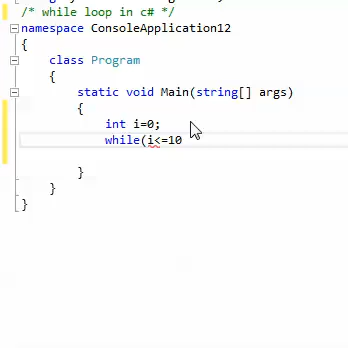 /* while loop in c# */
namespace ConsoleApplication12
{
class Program
{
static void Main(string[] args)
{
int i=0;
while(i<=10
}
}
}